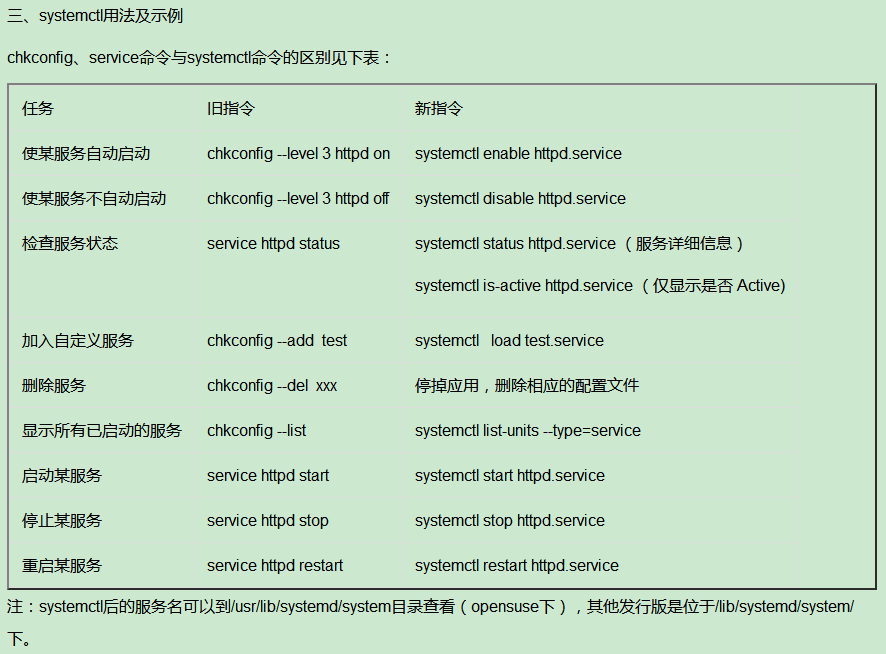 三、systemctl用法及示例
chkconfig、service命令与systemctl命令的区别见下表：
任务 旧指令 新指令
使某服务自动启动 chkconfig --level 3 httpd on systemctl enable httpd.service
使某服务不自动启动 chkconfig --level 3 httpd off systemctl disable httpd.service
检查服务状态 service httpd status systemctl status httpd.service （服务详细信息）
systemctl is-active httpd.service （仅显示是否 Active)
加入自定义服务 chkconfig --add test systemctl load test.service
删除服务 chkconfig --del xxx 停掉应用，删除相应的配置文件
显示所有已启动的服务 chkconfig --list systemctl list-units --type=service
启动某服务 service httpd start systemctl start httpd.service
停止某服务 service httpd stop systemctl stop httpd.service
重启某服务 service httpd restart systemctl restart httpd.service
注：systemctl后的服务名可以到/usr/lib/systemd/system目录查看（opensuse下），其他发行版是位于/lib/systemd/system/
下。